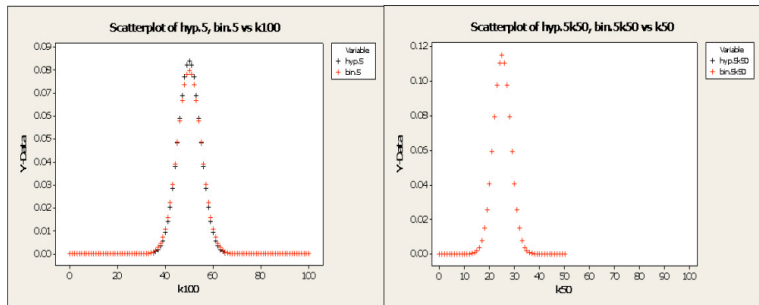 Scatterplot of hyp.5, bin.5 vs k100
Variable
+ hyp.5
+ bin.5
Y-Data
0.09
0.08
0.07
0.06
0.05
0.04
0.03
0.02
0.01
0.00
0 20 40 60 80 100
k100
Scatterplot of hyp.5k50, bin.5k50 vs k50
Variable
+ hyp.5k50
+ bin.5k50
Y-Data
0.12
0.10
0.08
0.06
0.04
0.02
0.00
0 10 20 30 40 50 60 70 80 90 100
k50